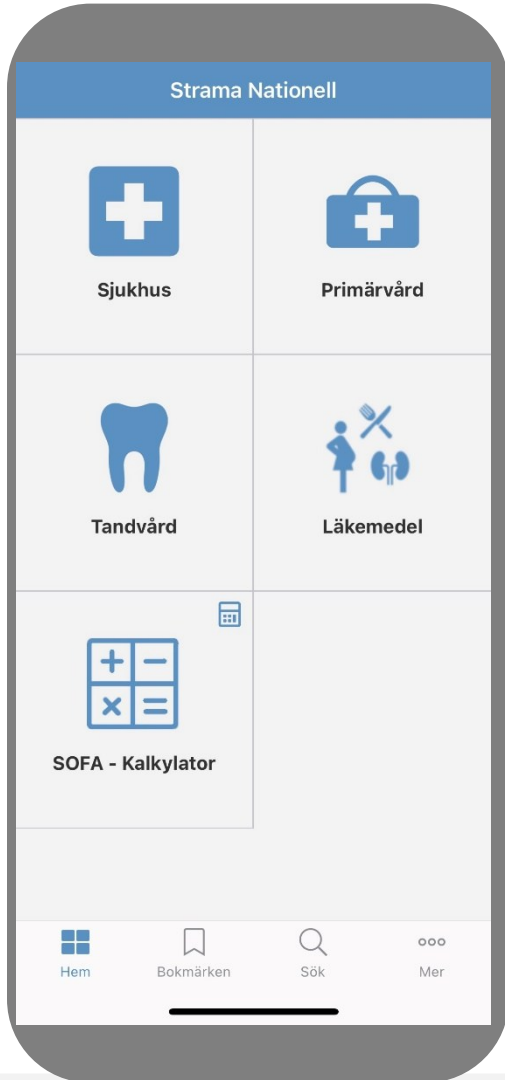 Strama Nationell
Sjukhus
Primärvård
Tandvård
Läkemedel
SOFA - Kalkylator
Hem
Bokmärken
Sök
Mer